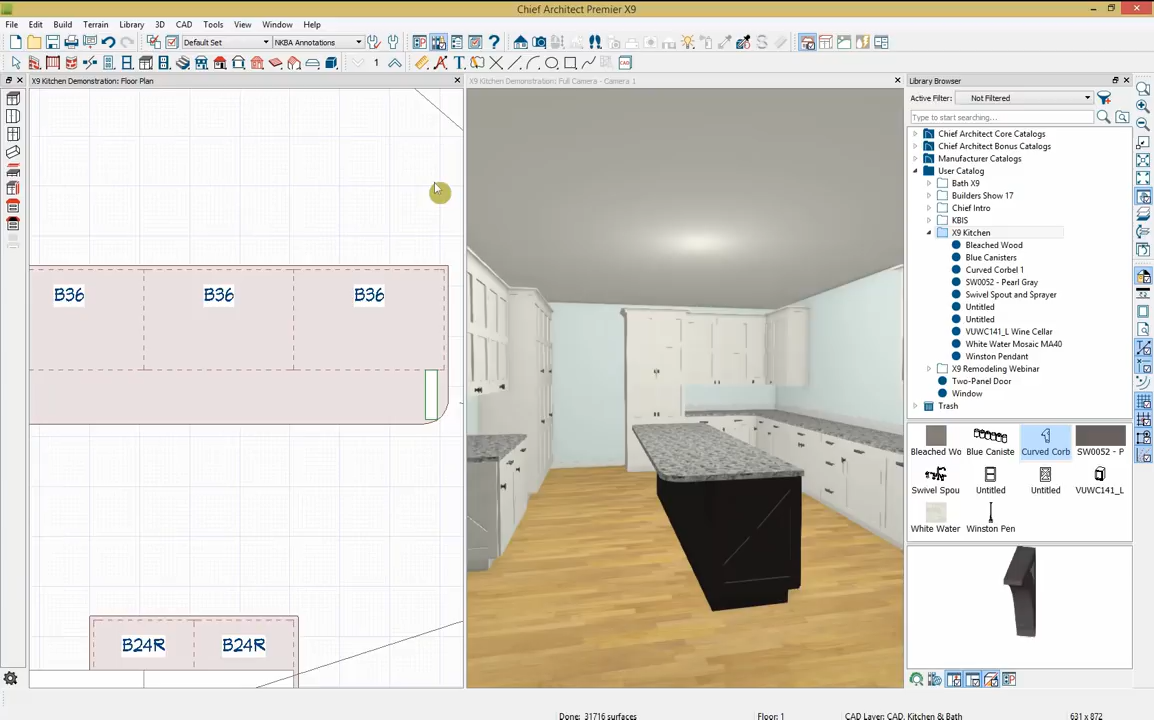 Chief Architect Premier X9
File Edit Build Terrain Library 3D CAD Tools View Window Help
Default Set NKBA Annotations
1
X9 Kitchen Demonstration: Floor Plan
X9 Kitchen Demonstration: Full Camera - Camera 1
B36 B36 B36
B24R B24R
Library Browser
Active Filter: Not Filtered
Type to start searching...
Chief Architect Core Catalogs
Chief Architect Bonus Catalogs
Manufacturer Catalogs
User Catalog
Bath X9
Builders Show 17
Chief Intro
KBIS
X9 Kitchen
Bleached Wood
Blue Canisters
Curved Corbel 1
SW0052 - Pearl Gray
Swivel Spout and Sprayer
Untitled
Untitled
VUWC141_L Wine Cellar
White Water Mosaic MA40
Winston Pendant
X9 Remodeling Webinar
Two-Panel Door
Window
Trash
Bleached Wo Blue Caniste Curved Corb SW0052 - P
Swivel Spou Untitled Untitled VUWC141_L
White Water Winston Pen
Done: 31716 surfaces Floor: 1 CAD Layer: CAD, Kitchen & Bath 631 x 872